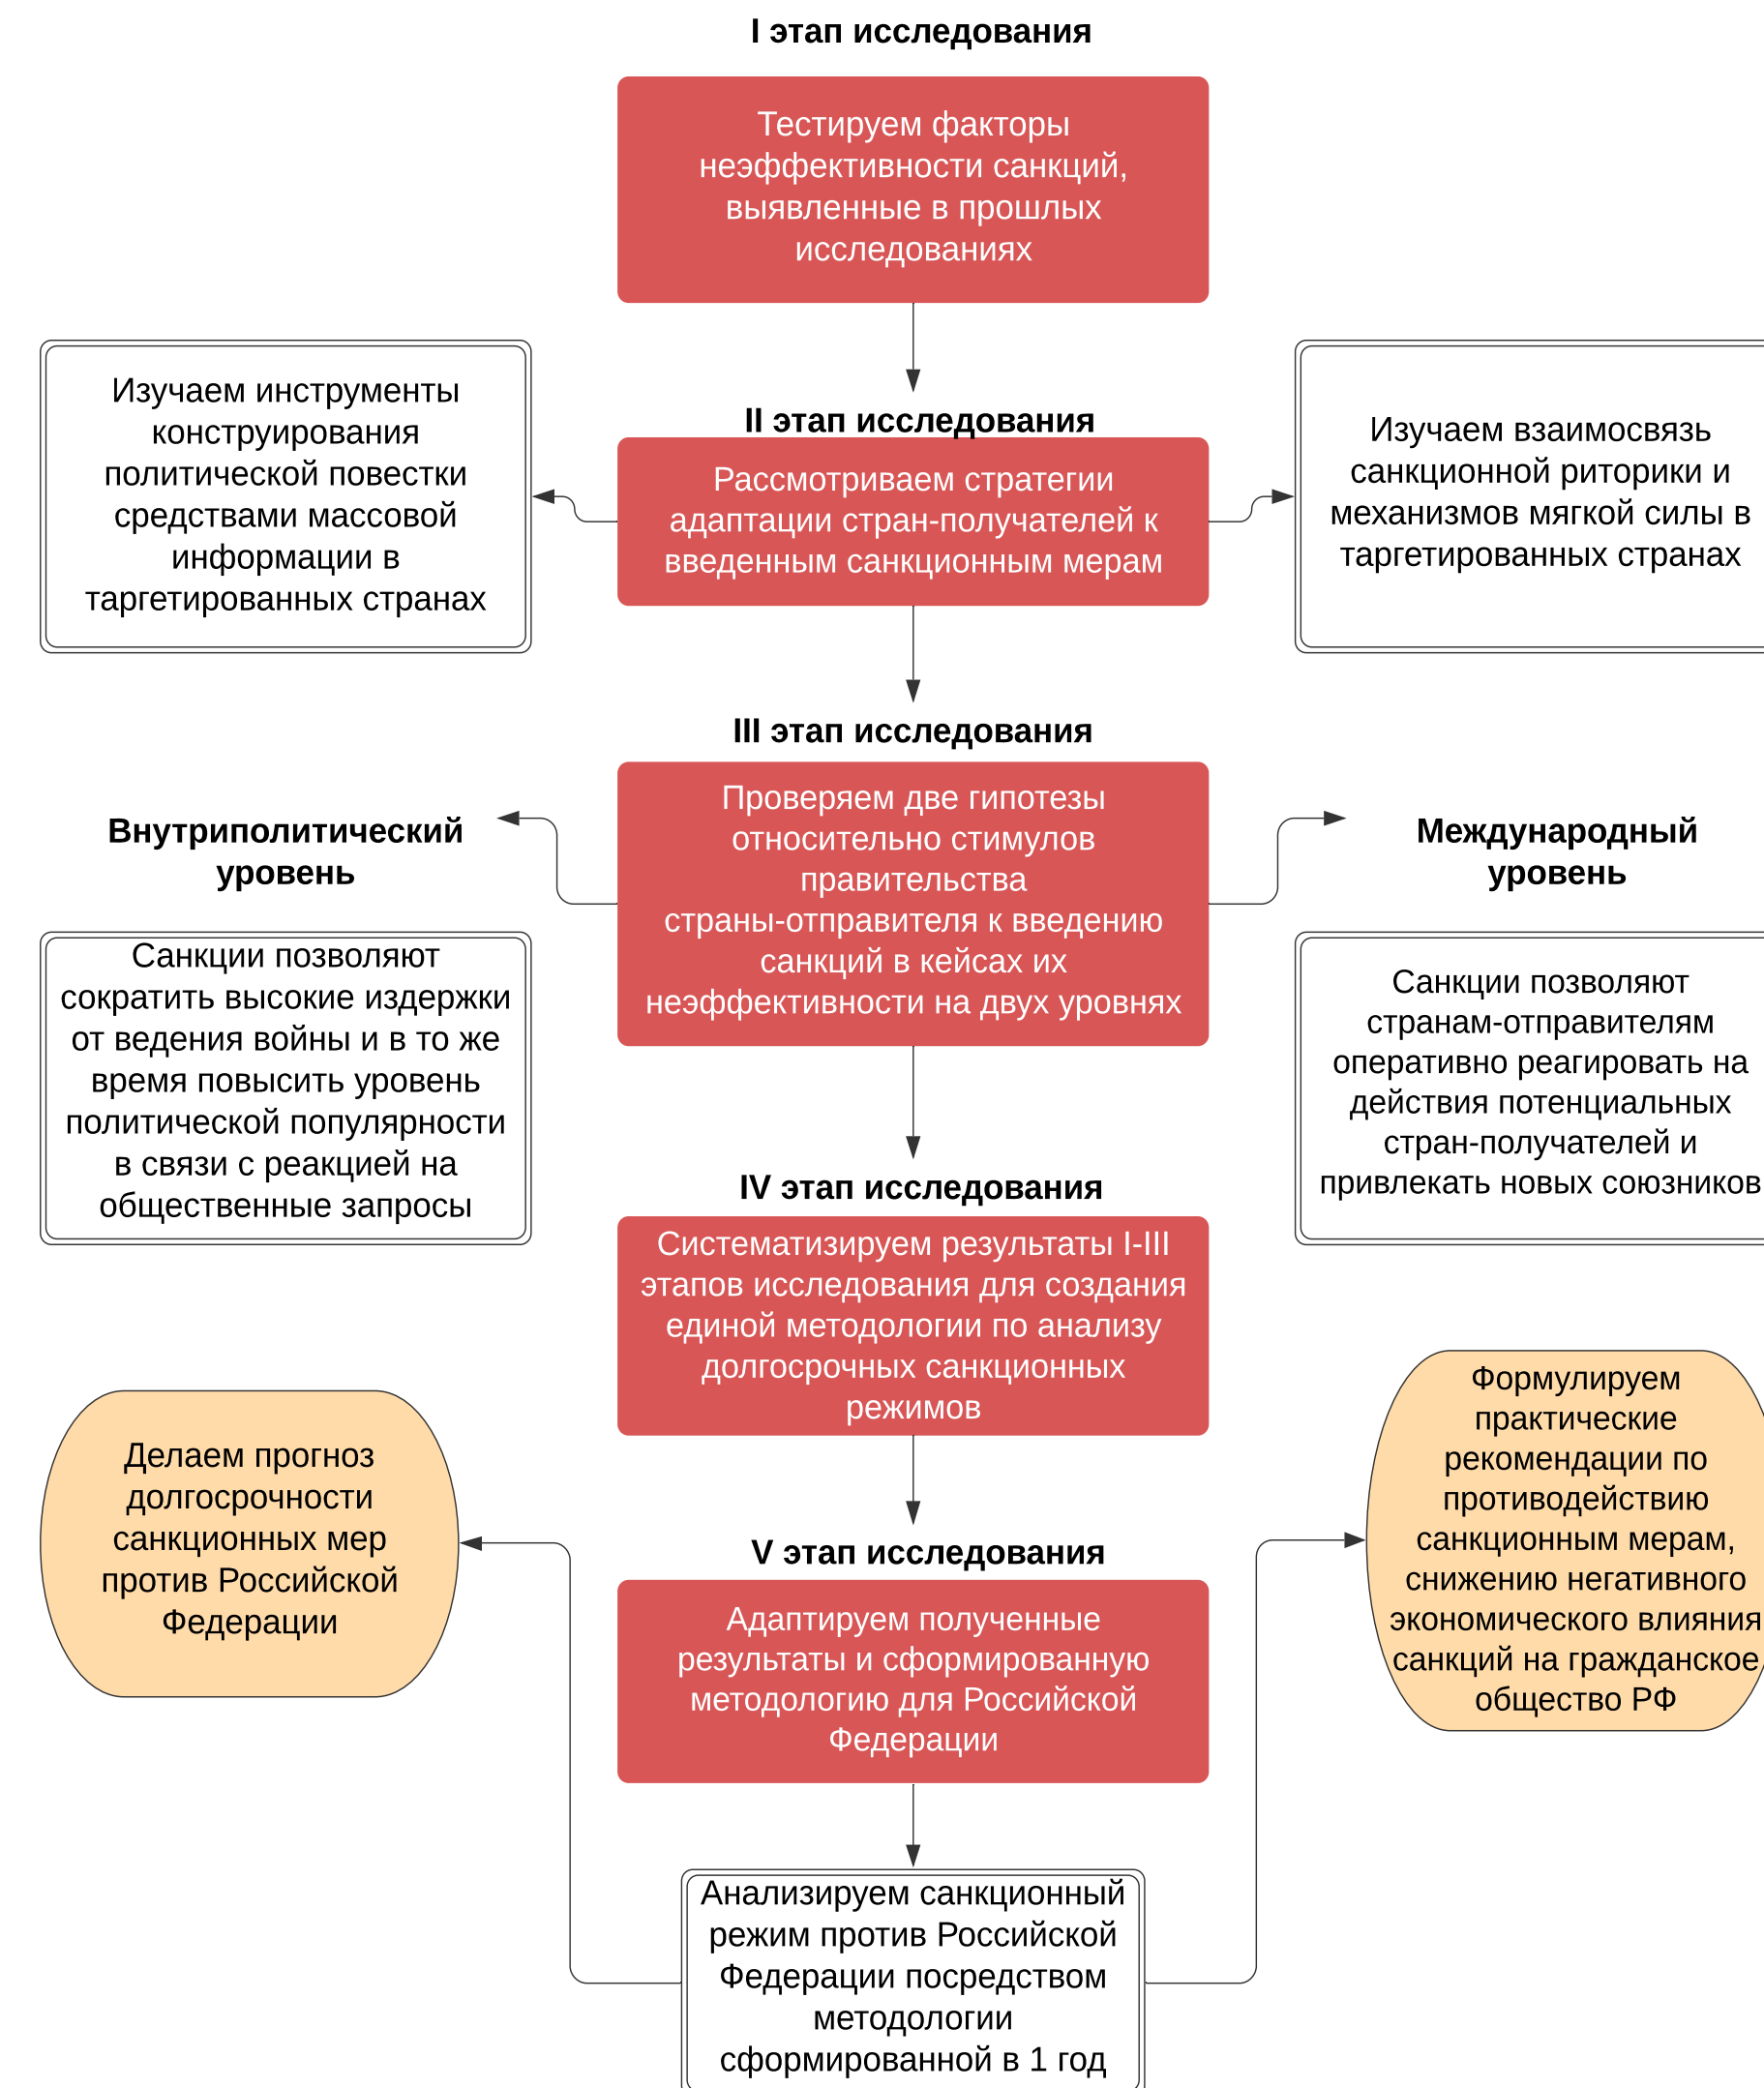 I этап исследования
Тестируем факторы
неэффективности санкций,
выявленные в прошлых
исследованиях
II этап исследования
Рассмотриваем стратегии
адаптации стран-получателей к
введенным санкционным мерам
Изучаем инструменты
конструирования
политической повестки
средствами массовой
информации в
таргетированных странах
Изучаем взаимосвязь
санкционной риторики и
механизмов мягкой силы в
таргетированных странах
III этап исследования
Проверяем две гипотезы
относительно стимулов
правительства
страны-отправителя к введению
санкций в кейсах их
неэффективности на двух уровнях
Внутриполитический
уровень
Санкции позволяют
сократить высокие издержки
от ведения войны и в то же
время повысить уровень
политической популярности
в связи с реакцией на
общественные запросы
Международный
уровень
Санкции позволяют
странам-отправителям
оперативно реагировать на
действия потенциальных
стран-получателей и
привлекать новых союзников
IV этап исследования
Систематизируем результаты I-III
этапов исследования для создания
единой методологии по анализу
долгосрочных санкционных
режимов
V этап исследования
Адаптируем полученные
результаты и сформированную
методологию для Российской
Федерации
Анализируем санкционный
режим против Российской
Федерации посредством
методологии
сформированной в 1 год
Делаем прогноз
долгосрочности
санкционных мер
против Российской
Федерации
Формулируем
практические
рекомендации по
противодействию
санкционным мерам,
снижению негативного
экономического влияния
санкций на гражданское
общество РФ